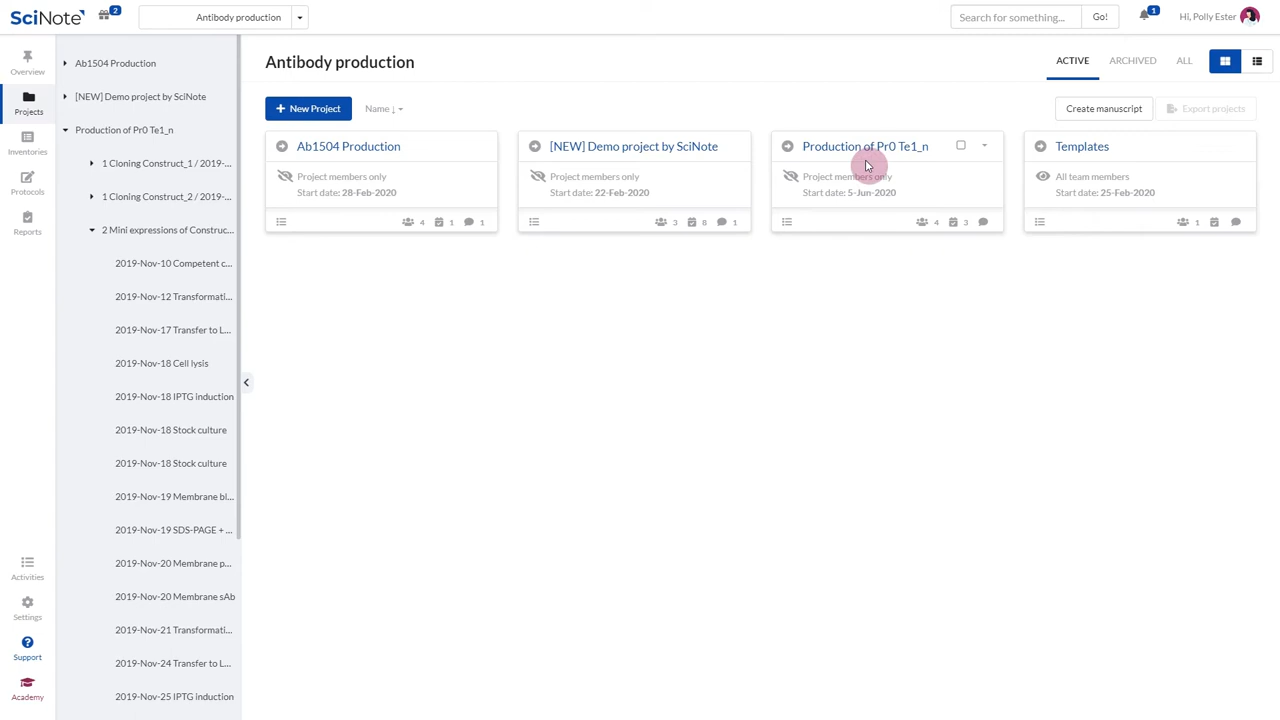 SciNote
2
Antibody production
Search for something...
Go!
1
Hi, Polly Ester
Overview
Projects
Inventories
Protocols
Reports
Activities
Settings
Support
Academy
Ab1504 Production
[NEW] Demo project by SciNote
Production of Pr0 Te1_n
1 Cloning Construct_1 / 2019-...
1 Cloning Construct_2 / 2019-...
2 Mini expressions of Construc...
2019-Nov-10 Competent c...
2019-Nov-12 Transformati...
2019-Nov-17 Transfer to L...
2019-Nov-18 Cell lysis
2019-Nov-18 IPTG induction
2019-Nov-18 Stock culture
2019-Nov-18 Stock culture
2019-Nov-19 Membrane bl...
2019-Nov-19 SDS-PAGE + ...
2019-Nov-20 Membrane p...
2019-Nov-20 Membrane sAb
2019-Nov-21 Transformati...
2019-Nov-24 Transfer to L...
2019-Nov-25 IPTG induction
Antibody production
ACTIVE
ARCHIVED
ALL
+ New Project
Name ↓
Create manuscript
Export projects
Ab1504 Production
Project members only
Start date: 28-Feb-2020
4 1 1
[NEW] Demo project by SciNote
Project members only
Start date: 22-Feb-2020
3 8 1
Production of Pr0 Te1_n
Project members only
Start date: 5-Jun-2020
4 3
Templates
All team members
Start date: 25-Feb-2020
1